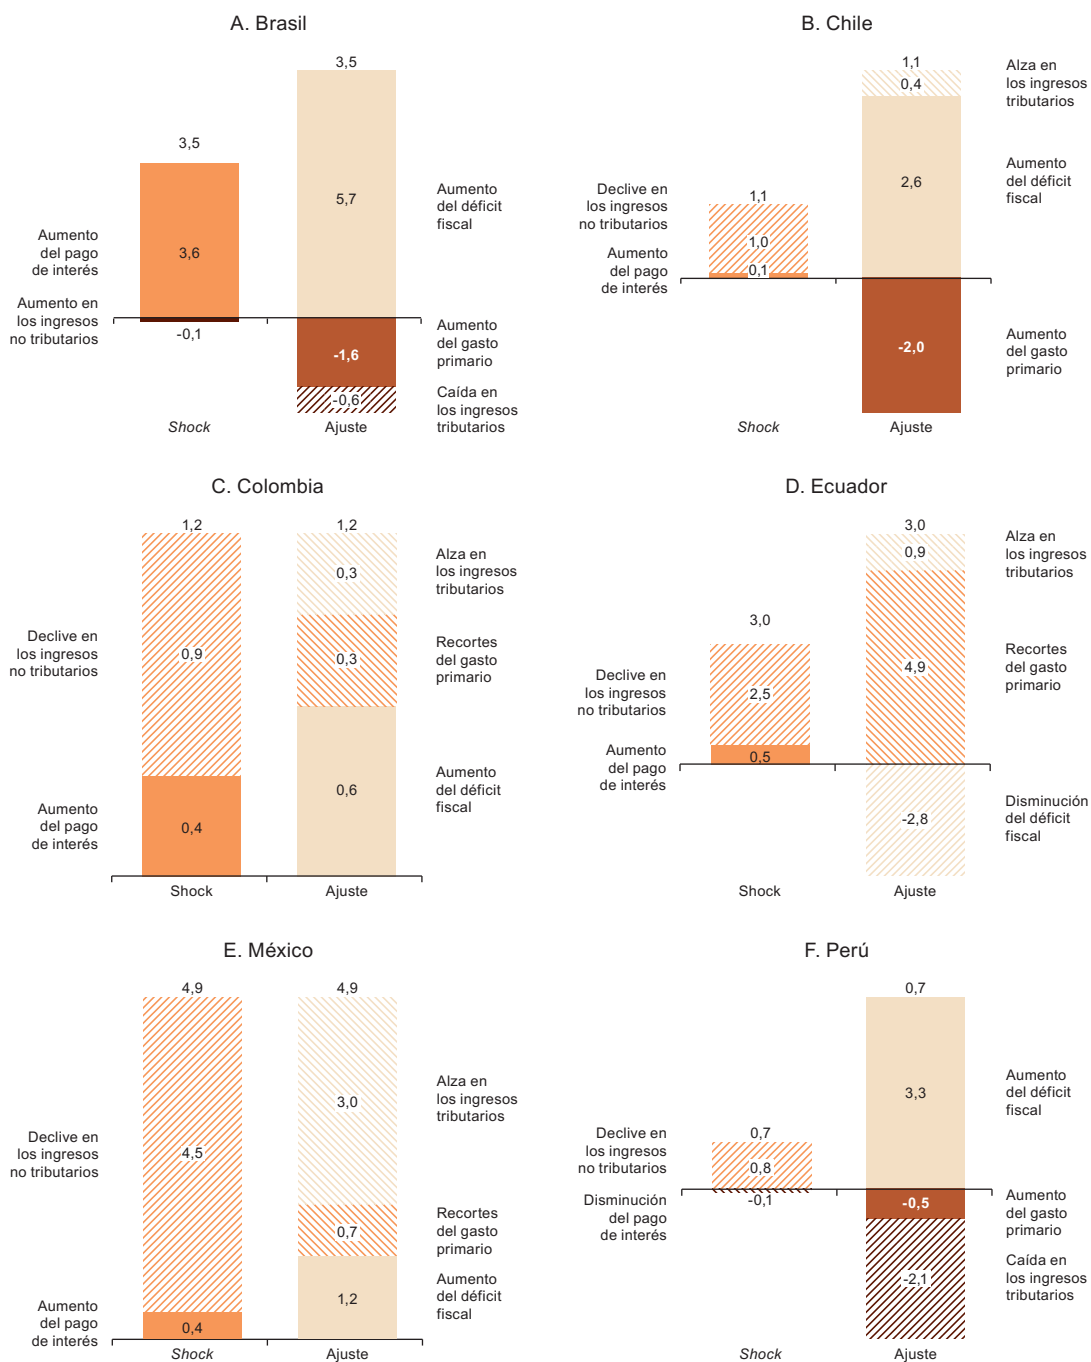 A. Brasil
3,5
3,5
Aumento
del pago
de interés
3,6
5,7
Aumento
del déficit
fiscal
Aumento en
los ingresos
no tributarios
-0,1
-1,6
Aumento
del gasto
primario
-0,6
Caída en
los ingresos
tributarios
Shock
Ajuste
B. Chile
1,1
0,4
Alza en
los ingresos
tributarios
Declive en
los ingresos
no tributarios
1,1
1,0
2,6
Aumento
del déficit
fiscal
Aumento
del pago
de interés
0,1
-2,0
Aumento
del gasto
primario
Shock
Ajuste
C. Colombia
1,2
1,2
0,3
Alza en
los ingresos
tributarios
Declive en
los ingresos
no tributarios
0,9
0,3
Recortes
del gasto
primario
Aumento
del pago
de interés
0,4
0,6
Aumento
del déficit
fiscal
Shock
Ajuste
D. Ecuador
3,0
0,9
Alza en
los ingresos
tributarios
3,0
Declive en
los ingresos
no tributarios
2,5
4,9
Recortes
del gasto
primario
Aumento
del pago
de interés
0,5
-2,8
Disminución
del déficit
fiscal
Shock
Ajuste
E. México
4,9
4,9
3,0
Alza en
los ingresos
tributarios
Declive en
los ingresos
no tributarios
4,5
0,7
Recortes
del gasto
primario
Aumento
del pago
de interés
0,4
1,2
Aumento
del déficit
fiscal
Shock
Ajuste
F. Perú
0,7
3,3
Aumento
del déficit
fiscal
0,7
Declive en
los ingresos
no tributarios
0,8
Disminución
del pago
de interés
-0,1
-0,5
Aumento
del gasto
primario
-2,1
Caída en
los ingresos
tributarios
Shock
Ajuste